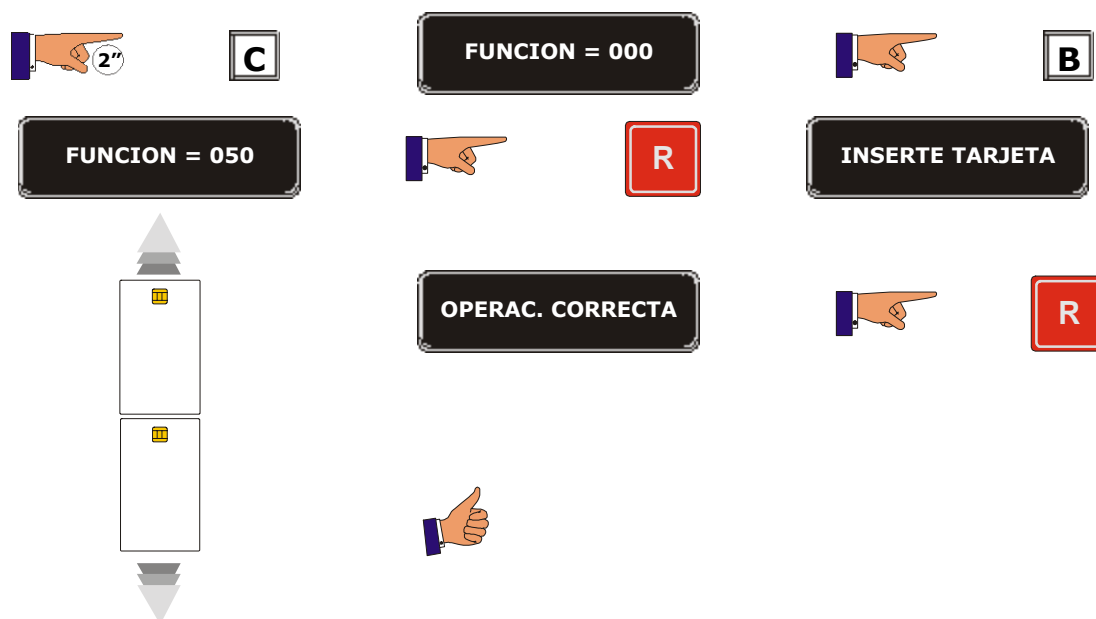 2”
C
FUNCION = 000
B
FUNCION = 050
R
INSERTE TARJETA
OPERAC. CORRECTA
R